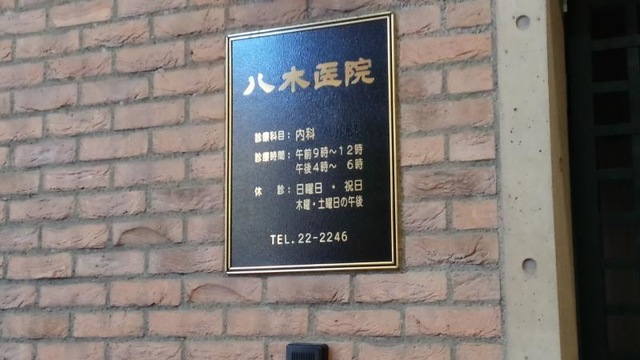 八木医院
診療科目：内科
診療時間：午前9時～12時
午後4時～ 6時
休 診：日曜日・祝日
木曜・土曜日の午後
TEL.22-2246